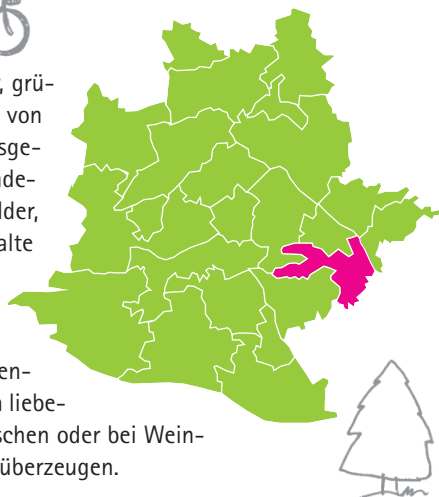 , grü-
von
sge-
nde-
lder,
alte
en-
liebe-
schen oder bei Wein-
überzeugen.